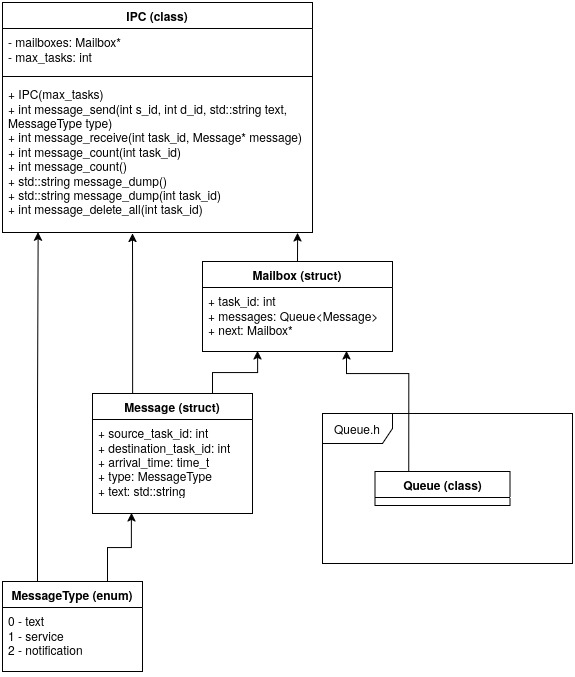 IPC (class)
- mailboxes: Mailbox*
- max_tasks: int
+ IPC(max_tasks)
+ int message_send(int s_id, int d_id, std::string text,
MessageType type)
+ int message_receive(int task_id, Message* message)
+ int message_count(int task_id)
+ int message_count()
+ std::string message_dump()
+ std::string message_dump(int task_id)
+ int message_delete_all(int task_id)
Mailbox (struct)
+ task_id: int
+ messages: Queue<Message>
+ next: Mailbox*
Message (struct)
+ source_task_id: int
+ destination_task_id: int
+ arrival_time: time_t
+ type: MessageType
+ text: std::string
Queue.h
Queue (class)
MessageType (enum)
0 - text
1 - service
2 - notification